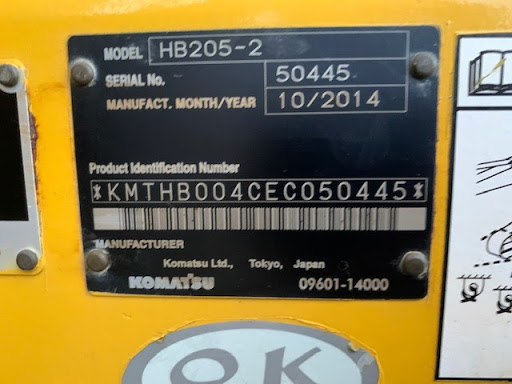 MODEL HB205-2
SERIAL No. 50445
MANUFACT. MONTH/YEAR 10/2014
Product Identification Number
*KMTHB004CEC050445*
MANUFACTURER
Komatsu Ltd., Tokyo, Japan
KOMATSU 09601-14000
OK